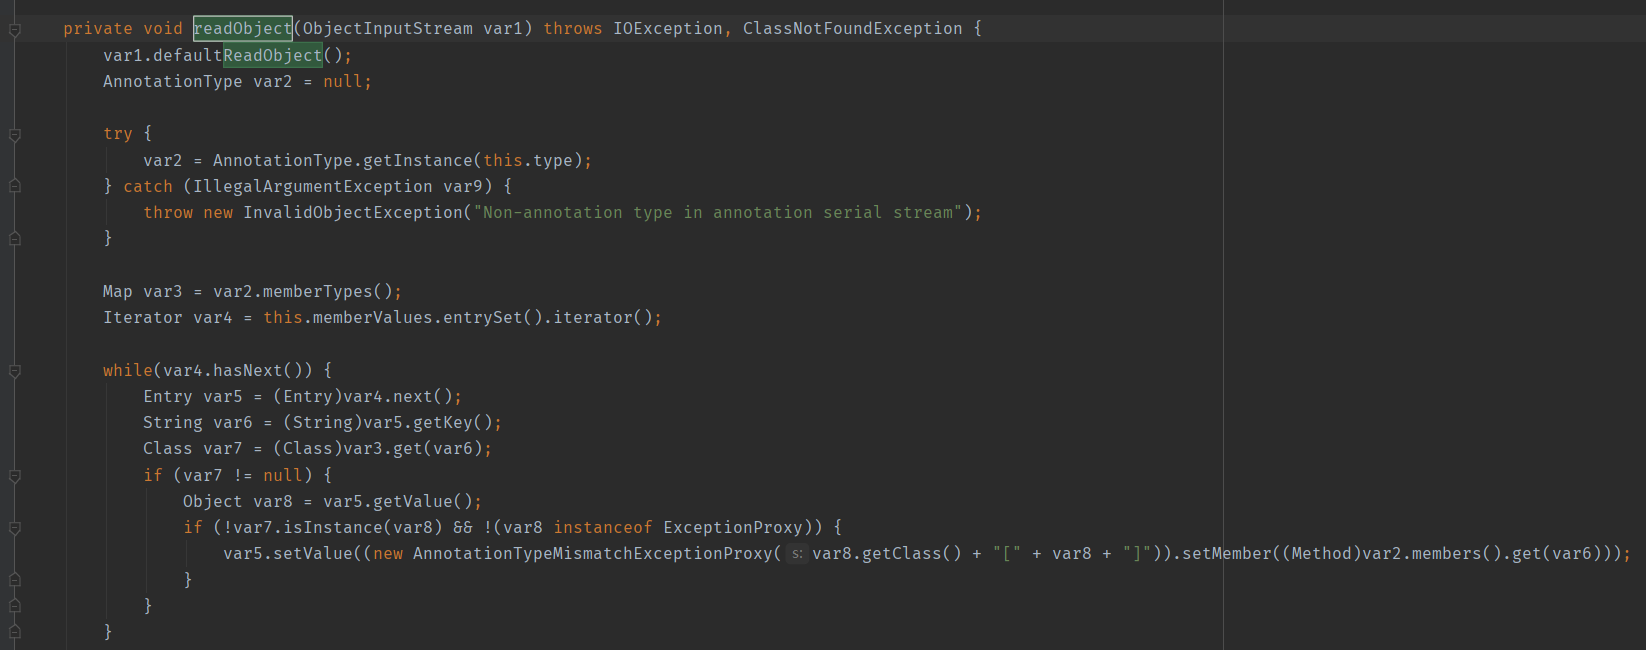 private void readObject(ObjectInputStream var1) throws IOException, ClassNotFoundException {
    var1.defaultReadObject();
    AnnotationType var2 = null;

    try {
        var2 = AnnotationType.getInstance(this.type);
    } catch (IllegalArgumentException var9) {
        throw new InvalidObjectException("Non-annotation type in annotation serial stream");
    }

    Map var3 = var2.memberTypes();
    Iterator var4 = this.memberValues.entrySet().iterator();

    while(var4.hasNext()) {
        Entry var5 = (Entry)var4.next();
        String var6 = (String)var5.getKey();
        Class var7 = (Class)var3.get(var6);
        if (var7 != null) {
            Object var8 = var5.getValue();
            if (!var7.isInstance(var8) && !(var8 instanceof ExceptionProxy)) {
                var5.setValue((new AnnotationTypeMismatchExceptionProxy( s: var8.getClass() + "[" + var8 + "]")).setMember((Method)var2.members().get(var6)));
            }
        }
    }